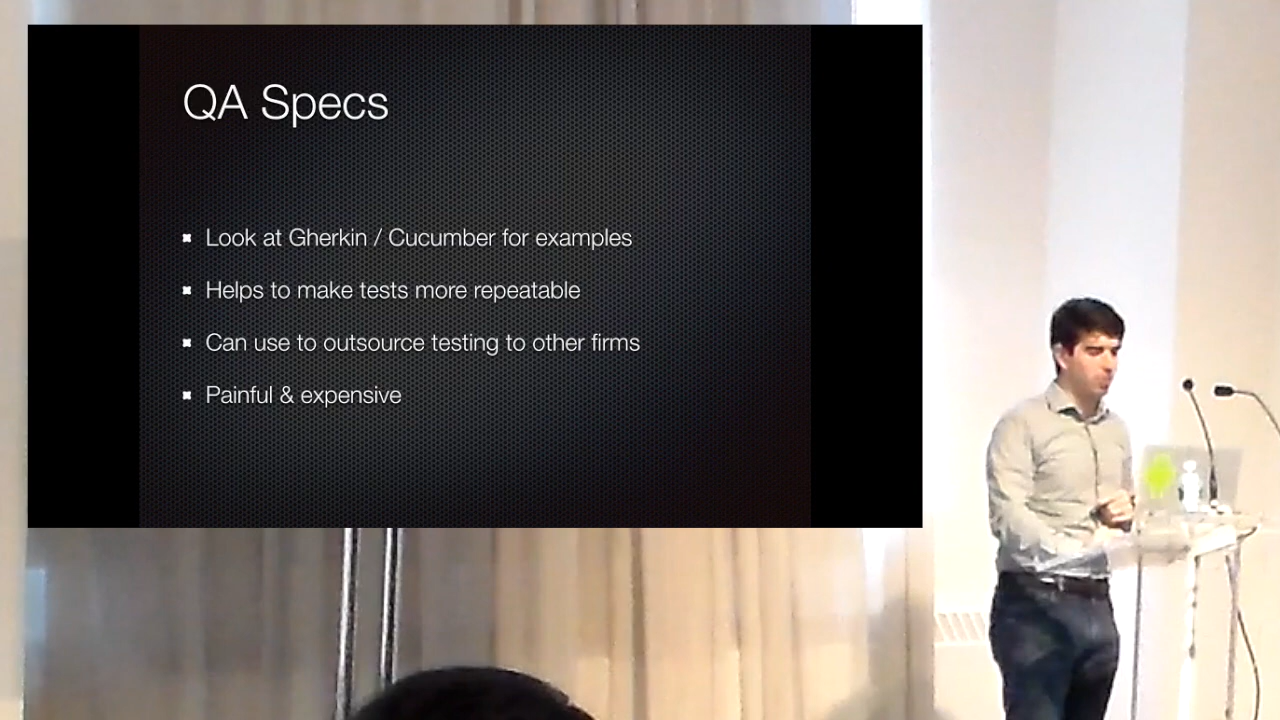 QA Specs
Look at Gherkin / Cucumber for examples
Helps to make tests more repeatable
Can use to outsource testing to other firms
Painful & expensive